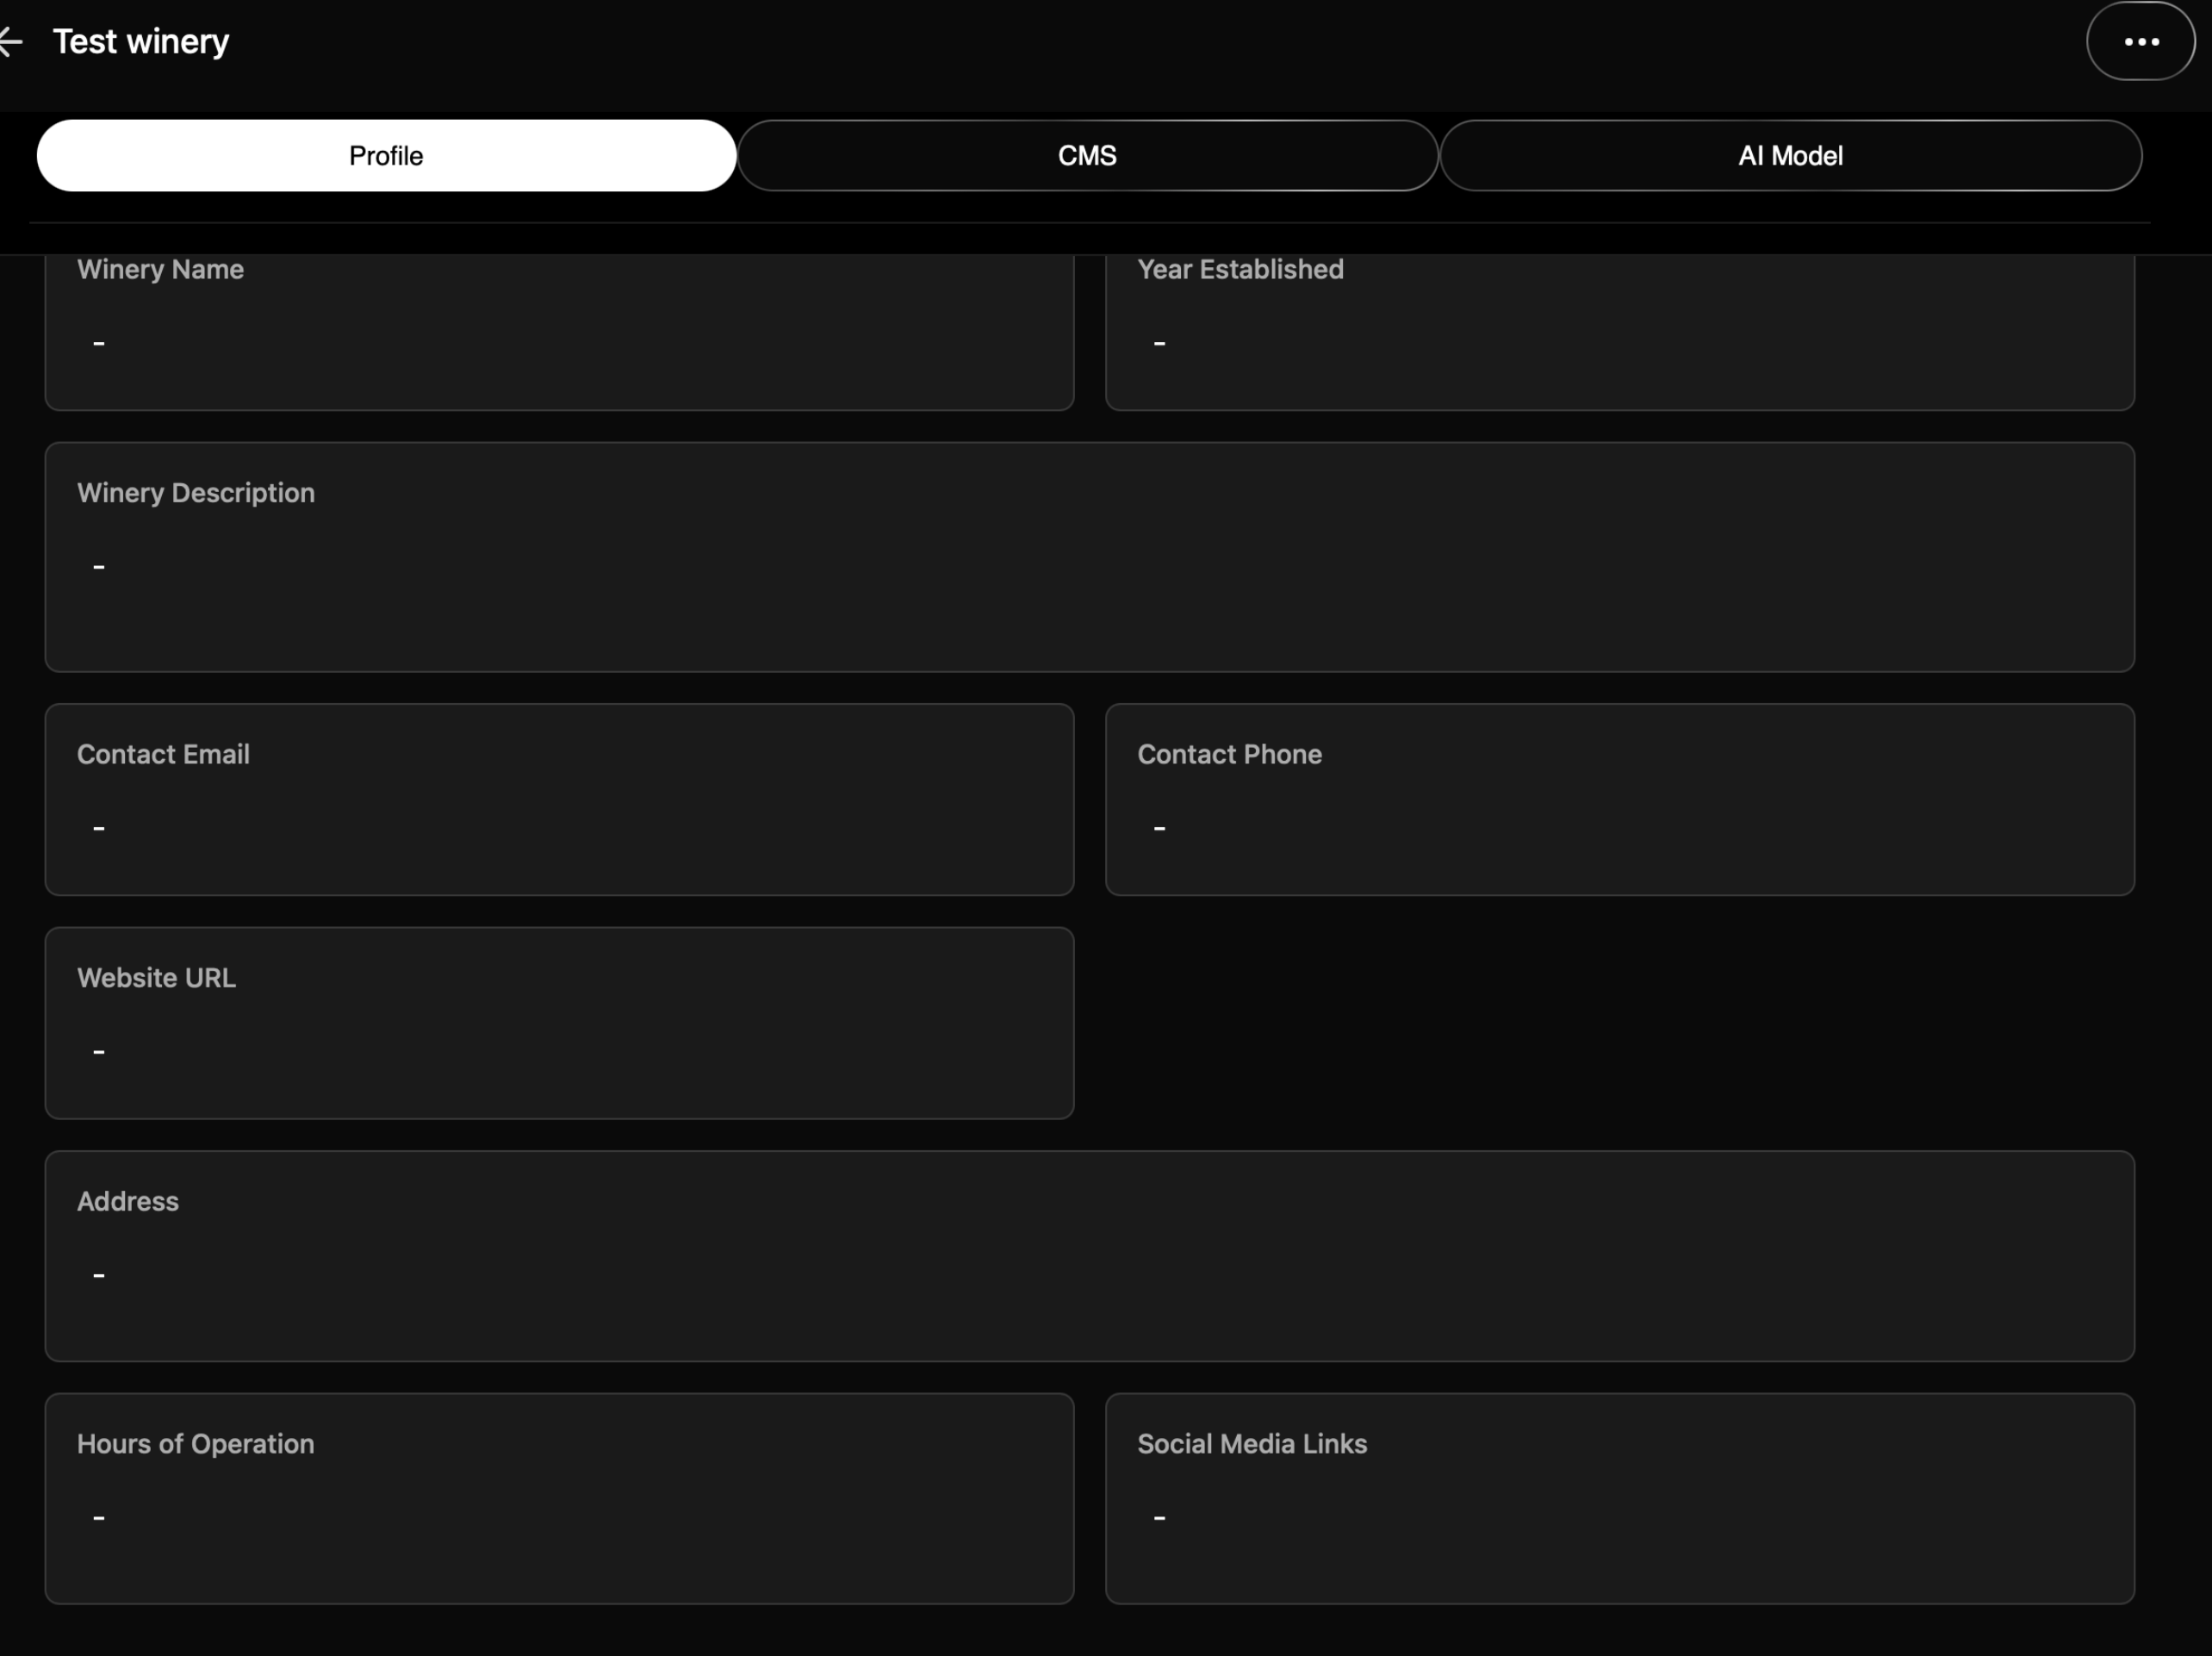 Test winery
Profile
CMS
AI Model
Winery Name
Year Established
-
-
Winery Description
-
Contact Email
Contact Phone
-
-
Website URL
-
Address
-
Hours of Operation
Social Media Links
-
-